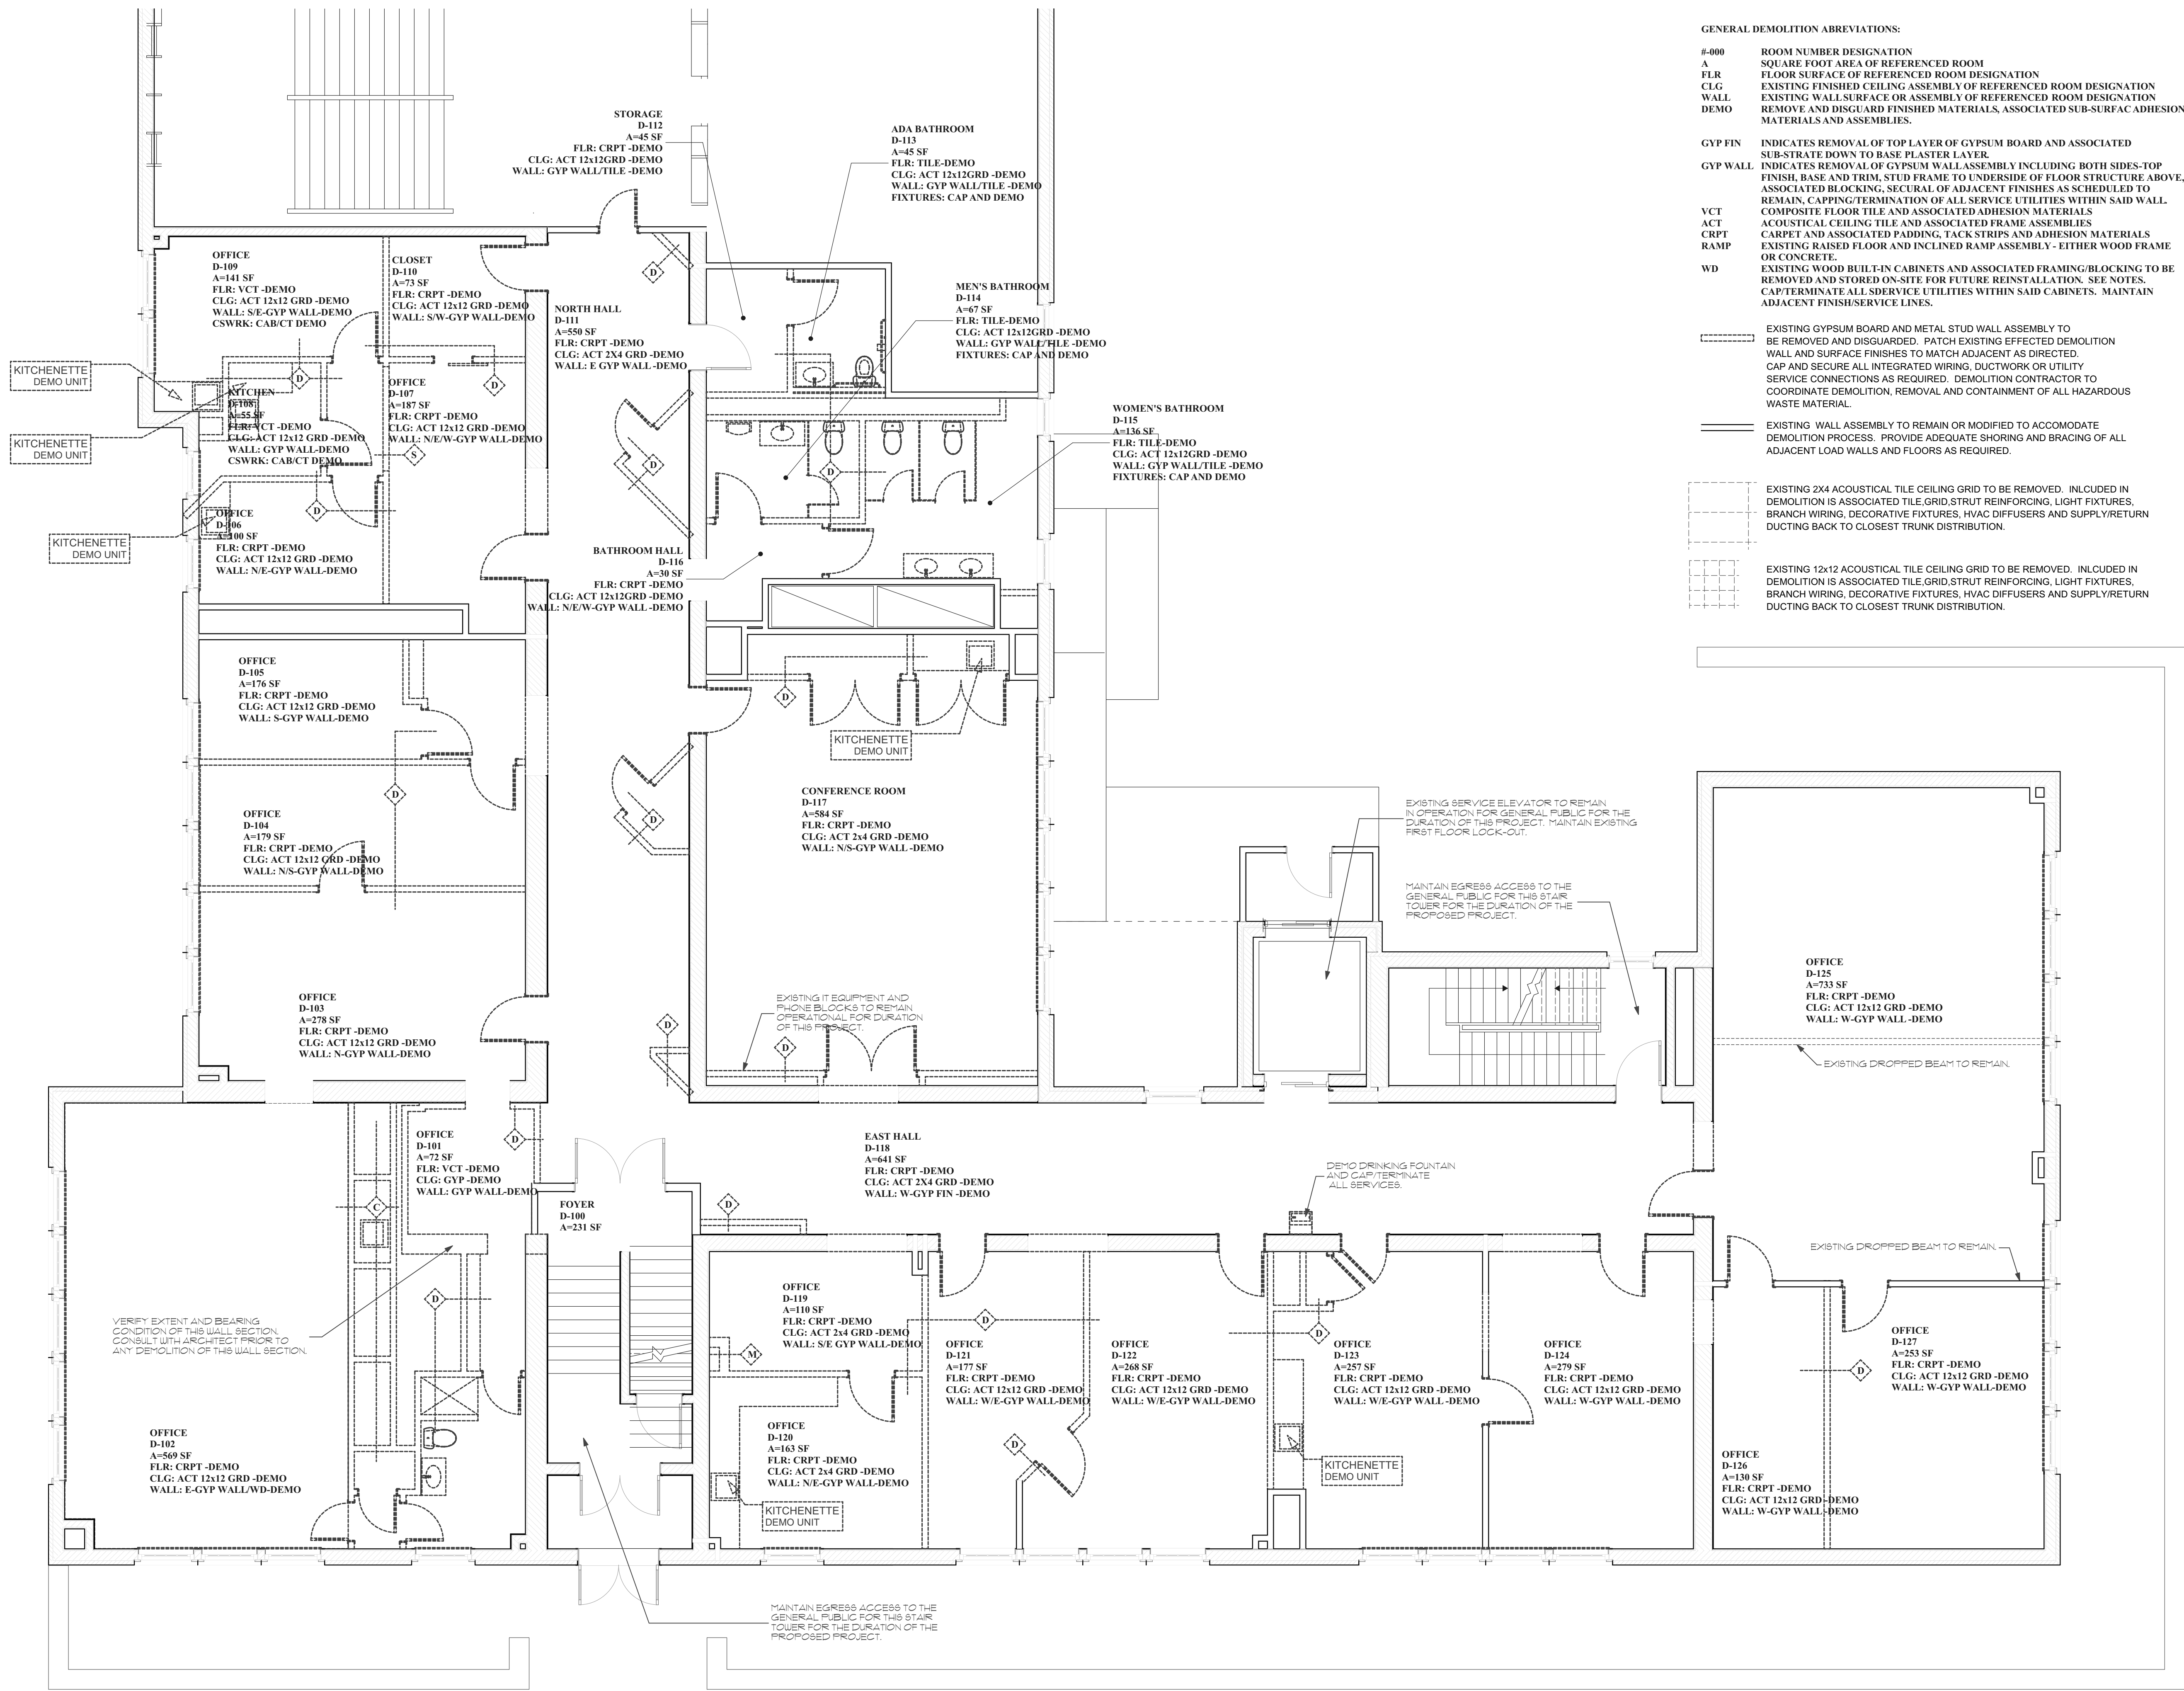 GENERAL DEMOLITION ABREVIATIONS:
#-000 ROOM NUMBER DESIGNATION
A SQUARE FOOT AREA OF REFERENCED ROOM
FLR FLOOR SURFACE OF REFERENCED ROOM DESIGNATION
CLG EXISTING FINISHED CEILING ASSEMBLY OF REFERENCED ROOM DESIGNATION
WALL EXISTING WALL SURFACE OR ASSEMBLY OF REFERENCED ROOM DESIGNATION
DEMO REMOVE AND DISGUARD FINISHED MATERIALS, ASSOCIATED SUB-SURFAC ADHESION
MATERIALS AND ASSEMBLIES.
GYP FIN INDICATES REMOVAL OF TOP LAYER OF GYPSUM BOARD AND ASSOCIATED
SUB-STRATE DOWN TO BASE PLASTER LAYER.
GYP WALL INDICATES REMOVAL OF GYPSUM WALL ASSEMBLY INCLUDING BOTH SIDES-TOP
FINISH, BASE AND TRIM, STUD FRAME TO UNDERSIDE OF FLOOR STRUCTURE ABOVE,
ASSOCIATED BLOCKING, SECURAL OF ADJACENT FINISHES AS SCHEDULED TO
REMAIN, CAPPING/TERMINATION OF ALL SERVICE UTILITIES WITHIN SAID WALL.
VCT COMPOSITE FLOOR TILE AND ASSOCIATED ADHESION MATERIALS
ACT ACOUSTICAL CEILING TILE AND ASSOCIATED FRAME ASSEMBLIES
CRPT CARPET AND ASSOCIATED PADDING, TACK STRIPS AND ADHESION MATERIALS
RAMP EXISTING RAISED FLOOR AND INCLINED RAMP ASSEMBLY - EITHER WOOD FRAME
OR CONCRETE.
WD EXISTING WOOD BUILT-IN CABINETS AND ASSOCIATED FRAMING/BLOCKING TO BE
REMOVED AND STORED ON-SITE FOR FUTURE REINSTALLATION. SEE NOTES.
CAP/TERMINATE ALL SDERVICE UTILITIES WITHIN SAID CABINETS. MAINTAIN
ADJACENT FINISH/SERVICE LINES.
EXISTING GYPSUM BOARD AND METAL STUD WALL ASSEMBLY TO
BE REMOVED AND DISGUARDED. PATCH EXISTING EFFECTED DEMOLITION
WALL AND SURFACE FINISHES TO MATCH ADJACENT AS DIRECTED.
CAP AND SECURE ALL INTEGRATED WIRING, DUCTWORK OR UTILITY
SERVICE CONNECTIONS AS REQUIRED. DEMOLITION CONTRACTOR TO
COORDINATE DEMOLITION, REMOVAL AND CONTAINMENT OF ALL HAZARDOUS
WASTE MATERIAL.
EXISTING WALL ASSEMBLY TO REMAIN OR MODIFIED TO ACCOMODATE
DEMOLITION PROCESS. PROVIDE ADEQUATE SHORING AND BRACING OF ALL
ADJACENT LOAD WALLS AND FLOORS AS REQUIRED.
EXISTING 2X4 ACOUSTICAL TILE CEILING GRID TO BE REMOVED. INLCUDED IN
DEMOLITION IS ASSOCIATED TILE,GRID,STRUT REINFORCING, LIGHT FIXTURES,
BRANCH WIRING, DECORATIVE FIXTURES, HVAC DIFFUSERS AND SUPPLY/RETURN
DUCTING BACK TO CLOSEST TRUNK DISTRIBUTION.
EXISTING 12x12 ACOUSTICAL TILE CEILING GRID TO BE REMOVED. INLCUDED IN
DEMOLITION IS ASSOCIATED TILE,GRID,STRUT REINFORCING, LIGHT FIXTURES,
BRANCH WIRING, DECORATIVE FIXTURES, HVAC DIFFUSERS AND SUPPLY/RETURN
DUCTING BACK TO CLOSEST TRUNK DISTRIBUTION.
STORAGE
D-112
A=45 SF
FLR: CRPT -DEMO
CLG: ACT 12x12GRD -DEMO
WALL: GYP WALL/TILE -DEMO
ADA BATHROOM
D-113
A=45 SF
FLR: TILE-DEMO
CLG: ACT 12x12GRD -DEMO
WALL: GYP WALL/TILE -DEMO
FIXTURES: CAP AND DEMO
OFFICE
D-109
A=141 SF
FLR: VCT -DEMO
CLG: ACT 12x12 GRD -DEMO
WALL: S/E-GYP WALL-DEMO
CSWRK: CAB/CT DEMO
CLOSET
D-110
A=73 SF
FLR: CRPT -DEMO
CLG: ACT 12x12 GRD -DEMO
WALL: S/W-GYP WALL-DEMO
NORTH HALL
D-111
A=550 SF
FLR: CRPT -DEMO
CLG: ACT 2X4 GRD -DEMO
WALL: E GYP WALL -DEMO
MEN'S BATHROOM
D-114
A=67 SF
FLR: TILE-DEMO
CLG: ACT 12x12GRD -DEMO
WALL: GYP WALL/TILE -DEMO
FIXTURES: CAP AND DEMO
D
KITCHENETTE
DEMO UNIT
KITCHEN
D-108
A=55 SF
FLR: VCT -DEMO
CLG: ACT 12x12 GRD -DEMO
WALL: GYP WALL-DEMO
CSWRK: CAB/CT DEMO
D
OFFICE
D-107
A=187 SF
FLR: CRPT -DEMO
CLG: ACT 12x12 GRD -DEMO
WALL: N/E/W-GYP WALL-DEMO
D
S
KITCHENETTE
DEMO UNIT
WOMEN'S BATHROOM
D-115
A=136 SF
FLR: TILE-DEMO
CLG: ACT 12x12GRD -DEMO
WALL: GYP WALL/TILE -DEMO
FIXTURES: CAP AND DEMO
D
D
D
OFFICE
D-106
A=100 SF
FLR: CRPT -DEMO
CLG: ACT 12x12 GRD -DEMO
WALL: N/E-GYP WALL-DEMO
KITCHENETTE
DEMO UNIT
BATHROOM HALL
D-116
A=30 SF
FLR: CRPT -DEMO
CLG: ACT 12x12GRD -DEMO
WALL: N/E/W-GYP WALL -DEMO
OFFICE
D-105
A=176 SF
FLR: CRPT -DEMO
CLG: ACT 12x12 GRD -DEMO
WALL: S-GYP WALL-DEMO
D
KITCHENETTE
DEMO UNIT
D
D
OFFICE
D-104
A=179 SF
FLR: CRPT -DEMO
CLG: ACT 12x12 GRD -DEMO
WALL: N/S-GYP WALL-DEMO
CONFERENCE ROOM
D-117
A=584 SF
FLR: CRPT -DEMO
CLG: ACT 2x4 GRD -DEMO
WALL: N/S-GYP WALL -DEMO
EXISTING SERVICE ELEVATOR TO REMAIN
IN OPERATION FOR GENERAL PUBLIC FOR THE
DURATION OF THIS PROJECT. MAINTAIN EXISTING
FIRST FLOOR LOCK-OUT.
MAINTAIN EGRESS ACCESS TO THE
GENERAL PUBLIC FOR THIS STAIR
TOWER FOR THE DURATION OF THE
PROPOSED PROJECT.
OFFICE
D-103
A=278 SF
FLR: CRPT -DEMO
CLG: ACT 12x12 GRD -DEMO
WALL: N-GYP WALL-DEMO
EXISTING IT EQUIPMENT AND
PHONE BLOCKS TO REMAIN
OPERATIONAL FOR DURATION
OF THIS PROJECT.
D
D
OFFICE
D-125
A=733 SF
FLR: CRPT -DEMO
CLG: ACT 12x12 GRD -DEMO
WALL: W-GYP WALL -DEMO
EXISTING DROPPED BEAM TO REMAIN.
OFFICE
D-101
A=72 SF
FLR: VCT -DEMO
CLG: GYP -DEMO
WALL: GYP WALL-DEMO
D
C
FOYER
D-100
A=231 SF
D
EAST HALL
D-118
A=641 SF
FLR: CRPT -DEMO
CLG: ACT 2X4 GRD -DEMO
WALL: W-GYP FIN -DEMO
DEMO DRINKING FOUNTAIN
AND CAP/TERMINATE
ALL SERVICES.
EXISTING DROPPED BEAM TO REMAIN.
VERIFY EXTENT AND BEARING
CONDITION OF THIS WALL SECTION.
CONSULT WITH ARCHITECT PRIOR TO
ANY DEMOLITION OF THIS WALL SECTION.
D
OFFICE
D-119
A=110 SF
FLR: CRPT -DEMO
CLG: ACT 2x4 GRD -DEMO
WALL: S/E GYP WALL-DEMO
M
D
D
OFFICE
D-121
A=177 SF
FLR: CRPT -DEMO
CLG: ACT 12x12 GRD -DEMO
WALL: W/E-GYP WALL-DEMO
OFFICE
D-122
A=268 SF
FLR: CRPT -DEMO
CLG: ACT 12x12 GRD -DEMO
WALL: W/E-GYP WALL-DEMO
OFFICE
D-123
A=257 SF
FLR: CRPT -DEMO
CLG: ACT 12x12 GRD -DEMO
WALL: W/E-GYP WALL -DEMO
OFFICE
D-124
A=279 SF
FLR: CRPT -DEMO
CLG: ACT 12x12 GRD -DEMO
WALL: W-GYP WALL -DEMO
D
OFFICE
D-127
A=253 SF
FLR: CRPT -DEMO
CLG: ACT 12x12 GRD -DEMO
WALL: W-GYP WALL-DEMO
OFFICE
D-102
A=569 SF
FLR: CRPT -DEMO
CLG: ACT 12x12 GRD -DEMO
WALL: E-GYP WALL/WD-DEMO
OFFICE
D-120
A=163 SF
FLR: CRPT -DEMO
CLG: ACT 2x4 GRD -DEMO
WALL: N/E-GYP WALL-DEMO
D
KITCHENETTE
DEMO UNIT
KITCHENETTE
DEMO UNIT
OFFICE
D-126
A=130 SF
FLR: CRPT -DEMO
CLG: ACT 12x12 GRD -DEMO
WALL: W-GYP WALL -DEMO
MAINTAIN EGRESS ACCESS TO THE
GENERAL PUBLIC FOR THIS STAIR
TOWER FOR THE DURATION OF THE
PROPOSED PROJECT.